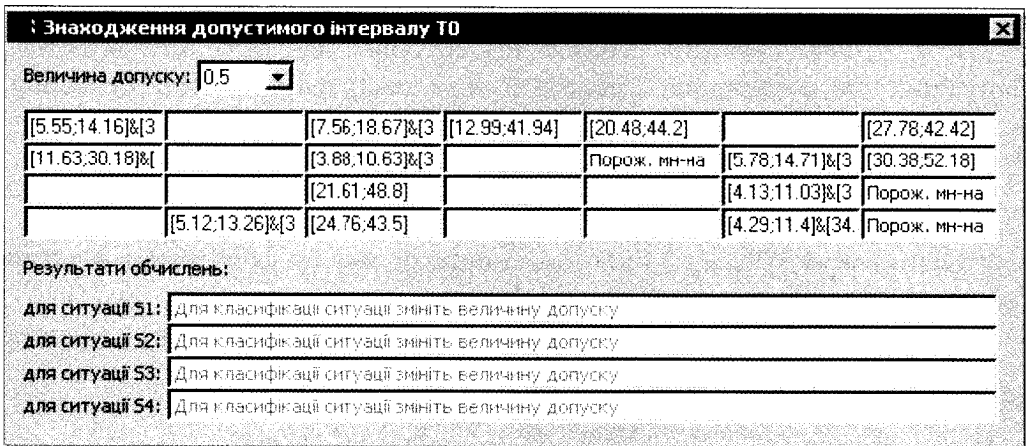 Знаходження допустимого інтервалу T0
Величина допуску: 0,5
[5.55;14.16]&[3 [7.56;18.67]&[3 [12.99;41.94] [20.48;44.2] [27.78;42.42]
[11.63;30.18]&[ [3.88;10.63]&[3 Порож. мн-на [5.78;14.71]&[3 [30.38;52.18]
[21.61;48.8] [4.13;11.03]&[3 Порож. мн-на
[5.12;13.26]&[3 [24.76;43.5] [4.29;11.4]&[34. Порож. мн-на
Результати обчислень:
для ситуації S1: Для класифікації ситуації змініть величину допуску
для ситуації S2: Для класифікації ситуації змініть величину допуску
для ситуації S3: Для класифікації ситуації змініть величину допуску
для ситуації S4: Для класифікації ситуації змініть величину допуску